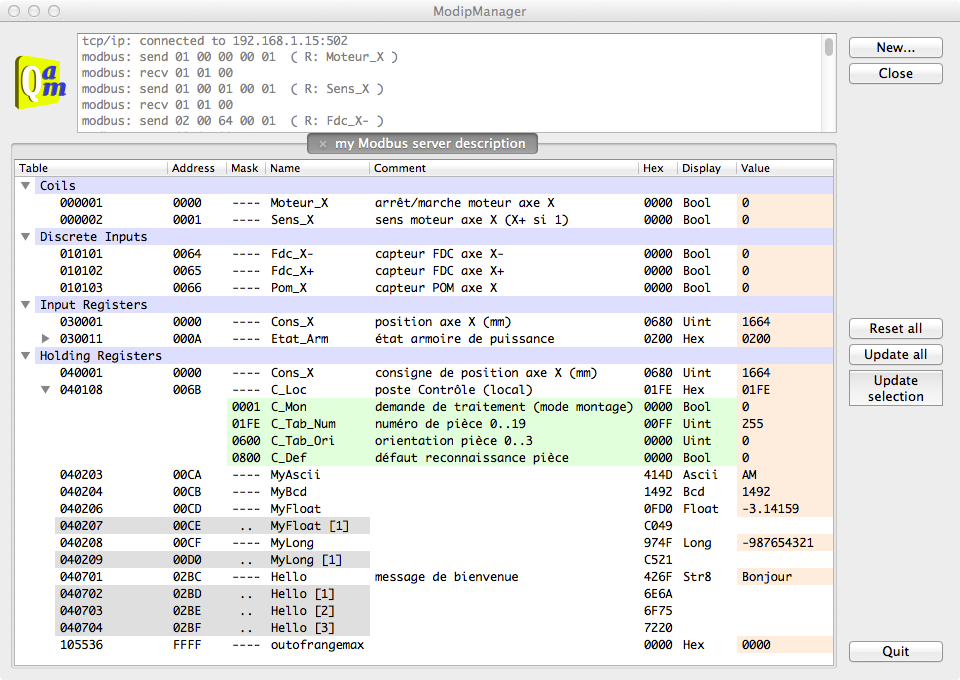 ModipManager
tcp/ip: connected to 192.168.1.15:502
modbus: send 01 00 00 00 01 ( R: Moteur_X )
modbus: recv 01 01 00
modbus: send 01 00 01 00 01 ( R: Sens_X )
modbus: recv 01 01 00
modbus: send 02 00 64 00 01 ( R: Fdc_X- )
Qam
New...
Close
my Modbus server description
Table Address Mask Name Comment Hex Display Value
Coils
000001 0000 ---- Moteur_X arrêt/marche moteur axe X 0000 Bool 0
000002 0001 ---- Sens_X sens moteur axe X (X+ si 1) 0000 Bool 0
Discrete Inputs
010101 0064 ---- Fdc_X- capteur FDC axe X- 0000 Bool 0
010102 0065 ---- Fdc_X+ capteur FDC axe X+ 0000 Bool 0
010103 0066 ---- Pom_X capteur POM axe X 0000 Bool 0
Input Registers
030001 0000 ---- Cons_X position axe X (mm) 0680 Uint 1664
030011 000A ---- Etat_Arm état armoire de puissance 0200 Hex 0200
Holding Registers
040001 0000 ---- Cons_X consigne de position axe X (mm) 0680 Uint 1664
040108 006B ---- C_Loc poste Contrôle (local) 01FE Hex 01FE
0001 C_Mon demande de traitement (mode montage) 0000 Bool 0
01FE C_Tab_Num numéro de pièce 0..19 00FF Uint 255
0600 C_Tab_Ori orientation pièce 0..3 0000 Uint 0
0800 C_Def défaut reconnaissance pièce 0000 Bool 0
040203 00CA ---- MyAscii 414D Ascii AM
040204 00CB ---- MyBcd 1492 Bcd 1492
040206 00CD ---- MyFloat 0FD0 Float -3.14159
040207 00CE .. MyFloat [1] C049
040208 00CF ---- MyLong 974F Long -987654321
040209 00D0 .. MyLong [1] C521
040701 02BC ---- Hello message de bienvenue 426F Str8 Bonjour
040702 02BD .. Hello [1] 6E6A
040703 02BE .. Hello [2] 6F75
040704 02BF .. Hello [3] 7220
105536 FFFF ---- outofrangemax 0000 Hex 0000
Reset all
Update all
Update
selection
Quit